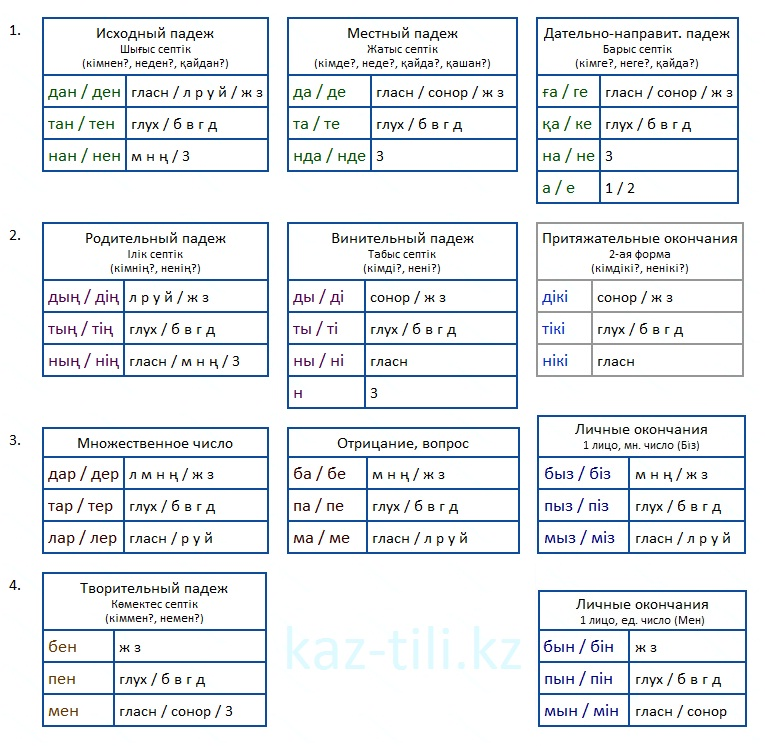 1.
Исходный падеж
Шығыс септік
(кімнен?, неден?, қайдан?)
дан / ден гласн / л р у й / ж з
тан / тен глух / б в г д
нан / нен м н ң / 3
Местный падеж
Жатыс септік
(кімде?, неде?, қайда?, қашан?)
да / де гласн / сонор / ж з
та / те глух / б в г д
нда / нде 3
Дательно-направит. падеж
Барыс септік
(кімге?, неге?, қайда?)
ға / ге гласн / сонор / ж з
қа / ке глух / б в г д
на / не 3
а / е 1 / 2
2.
Родительный падеж
Ілік септік
(кімнің?, ненің?)
дың / дің л р у й / ж з
тың / тің глух / б в г д
ның / нің гласн / м н ң / 3
Винительный падеж
Табыс септік
(кімді?, нені?)
ды / ді сонор / ж з
ты / ті глух / б в г д
ны / ні гласн
н 3
Притяжательные окончания
2-ая форма
(кімдікі?, ненікі?)
дікі сонор / ж з
тікі глух / б в г д
нікі гласн
3.
Множественное число
дар / дер л м н ң / ж з
тар / тер глух / б в г д
лар / лер гласн / р у й
Отрицание, вопрос
ба / бе м н ң / ж з
па / пе глух / б в г д
ма / ме гласн / л р у й
Личные окончания
1 лицо, мн. число (Біз)
быз / біз м н ң / ж з
пыз / піз глух / б в г д
мыз / міз гласн / л р у й
4.
Творительный падеж
Көмектес септік
(кіммен?, немен?)
бен ж з
пен глух / б в г д
мен гласн / сонор / 3
kaz-tili.kz
Личные окончания
1 лицо, ед. число (Мен)
бын / бін ж з
пын / пін глух / б в г д
мын / мін гласн / сонор